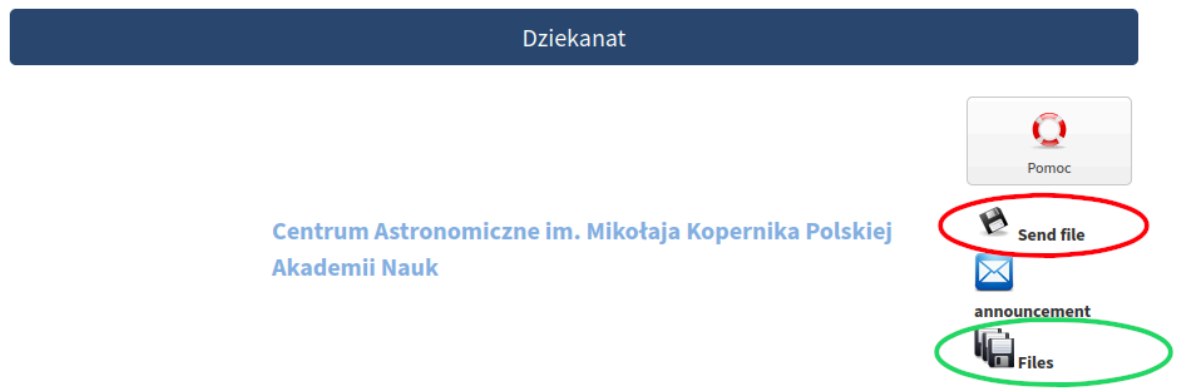 Dziekanat
Pomoc
Centrum Astronomiczne im. Mikołaja Kopernika Polskiej
Akademii Nauk
Send file
announcement
Files